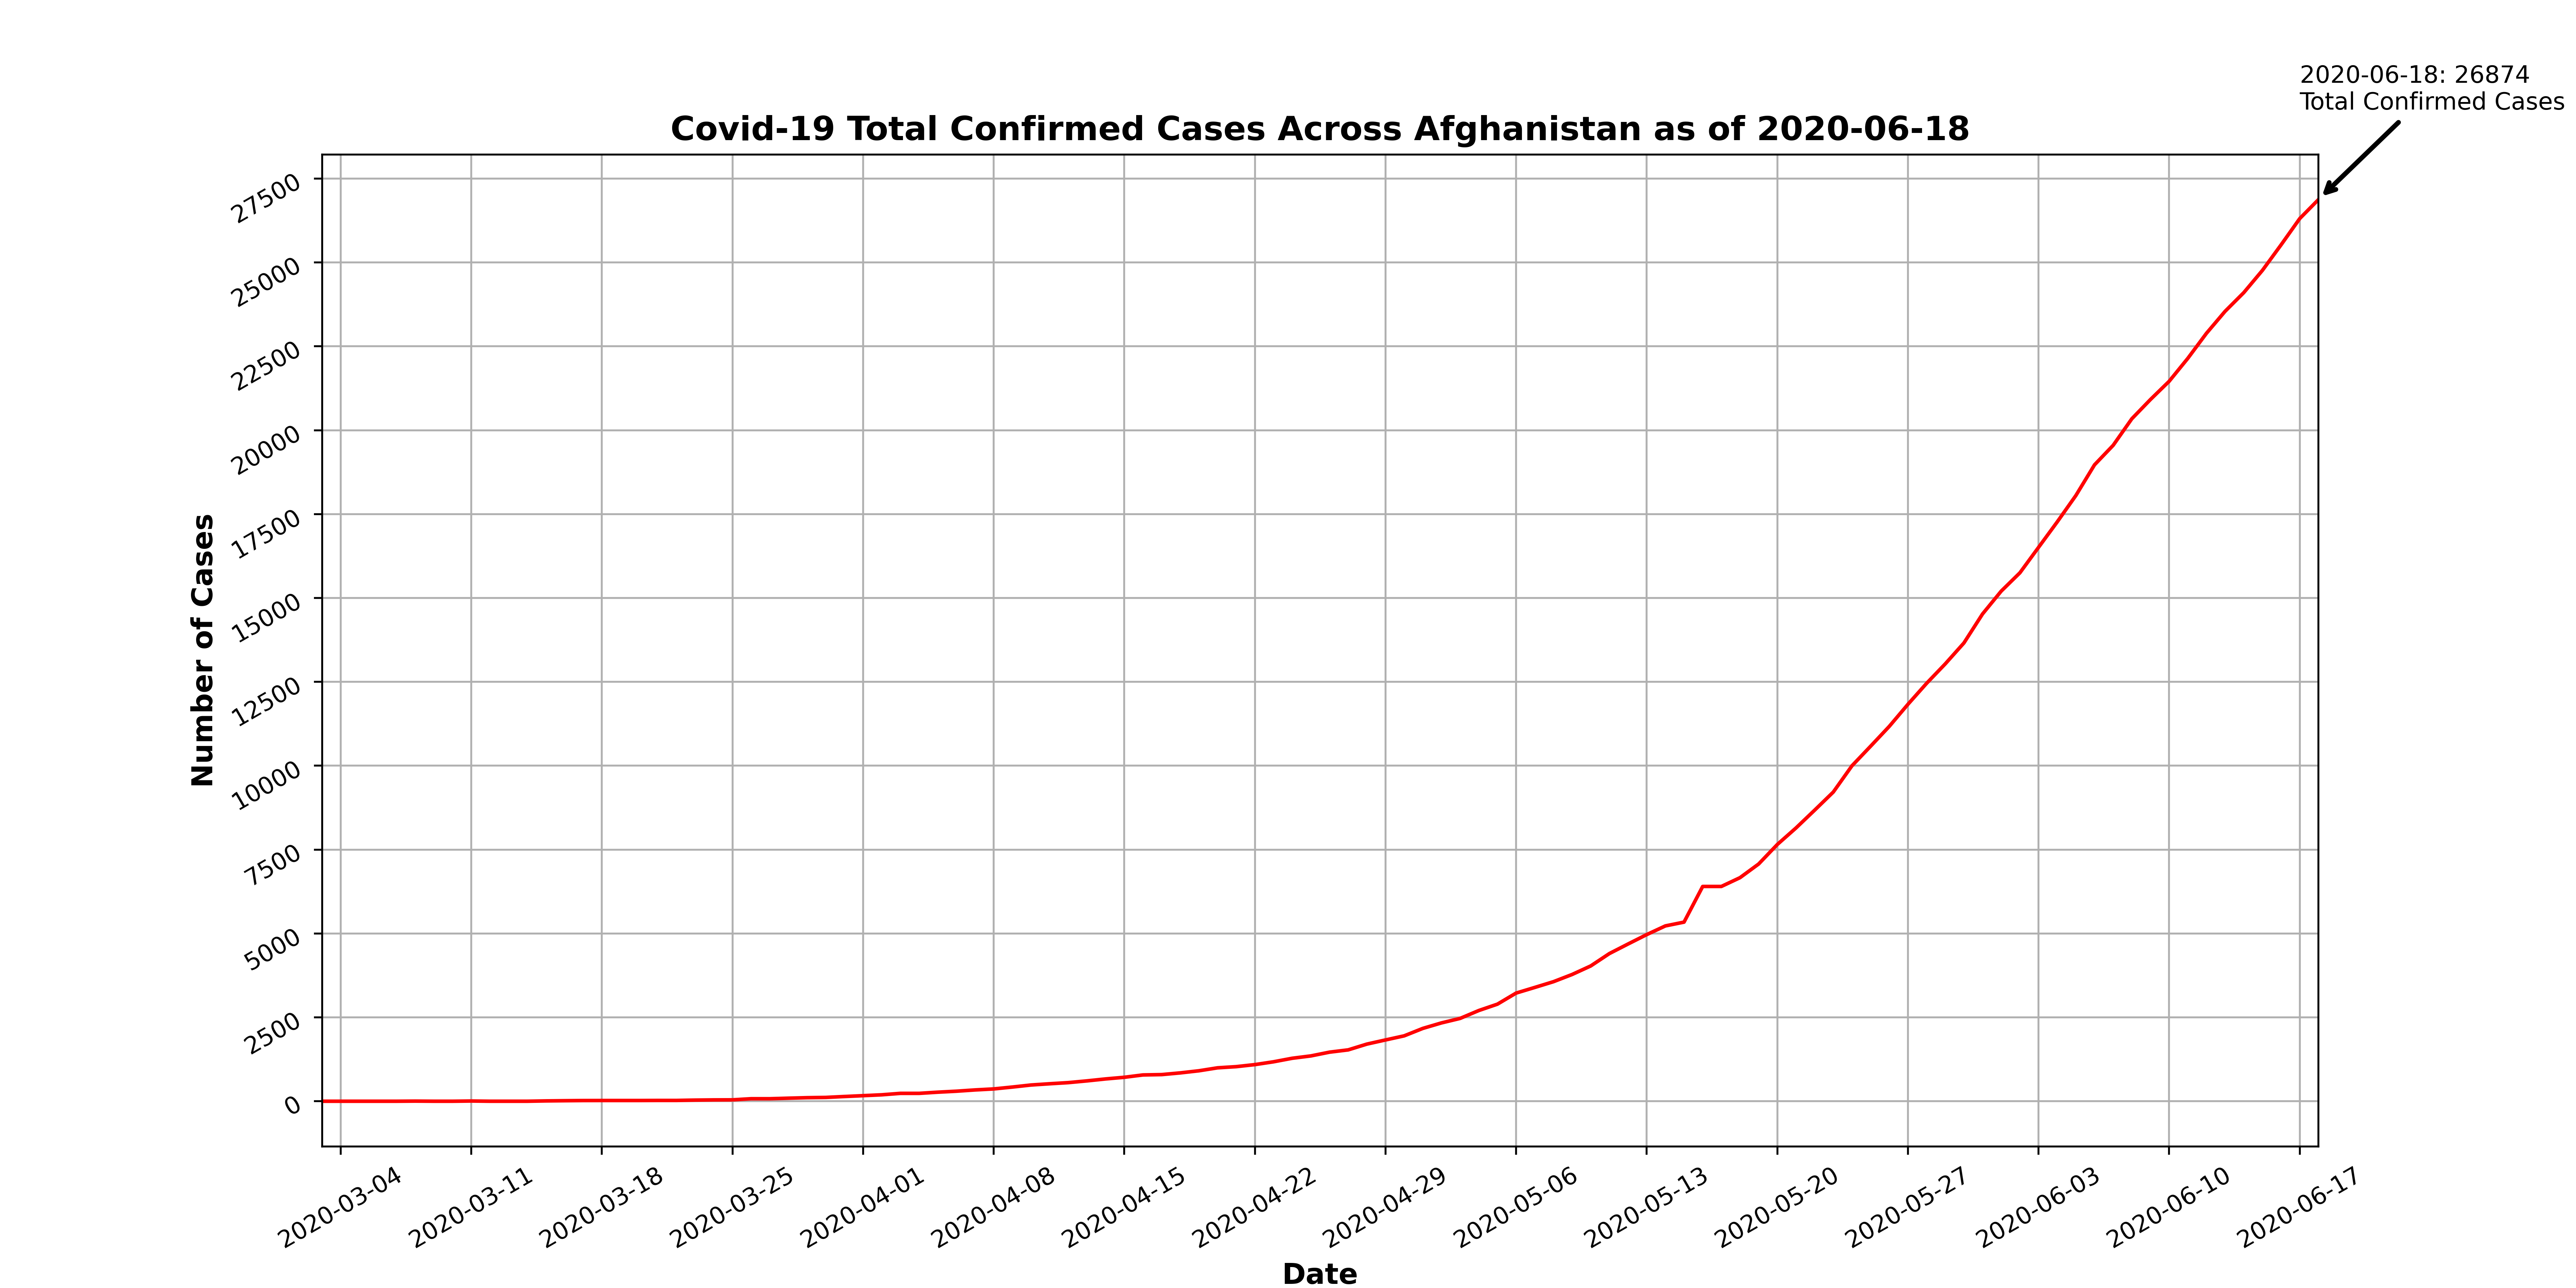 2020-06-18: 26874
Total Confirmed Cases
Covid-19 Total Confirmed Cases Across Afghanistan as of 2020-06-18
Number of Cases
27500
25000
22500
20000
17500
15000
12500
10000
7500
5000
2500
0
2020-03-04 2020-03-11 2020-03-18 2020-03-25 2020-04-01 2020-04-08 2020-04-15 2020-04-22 2020-04-29 2020-05-06 2020-05-13 2020-05-20 2020-05-27 2020-06-03 2020-06-10 2020-06-17
Date